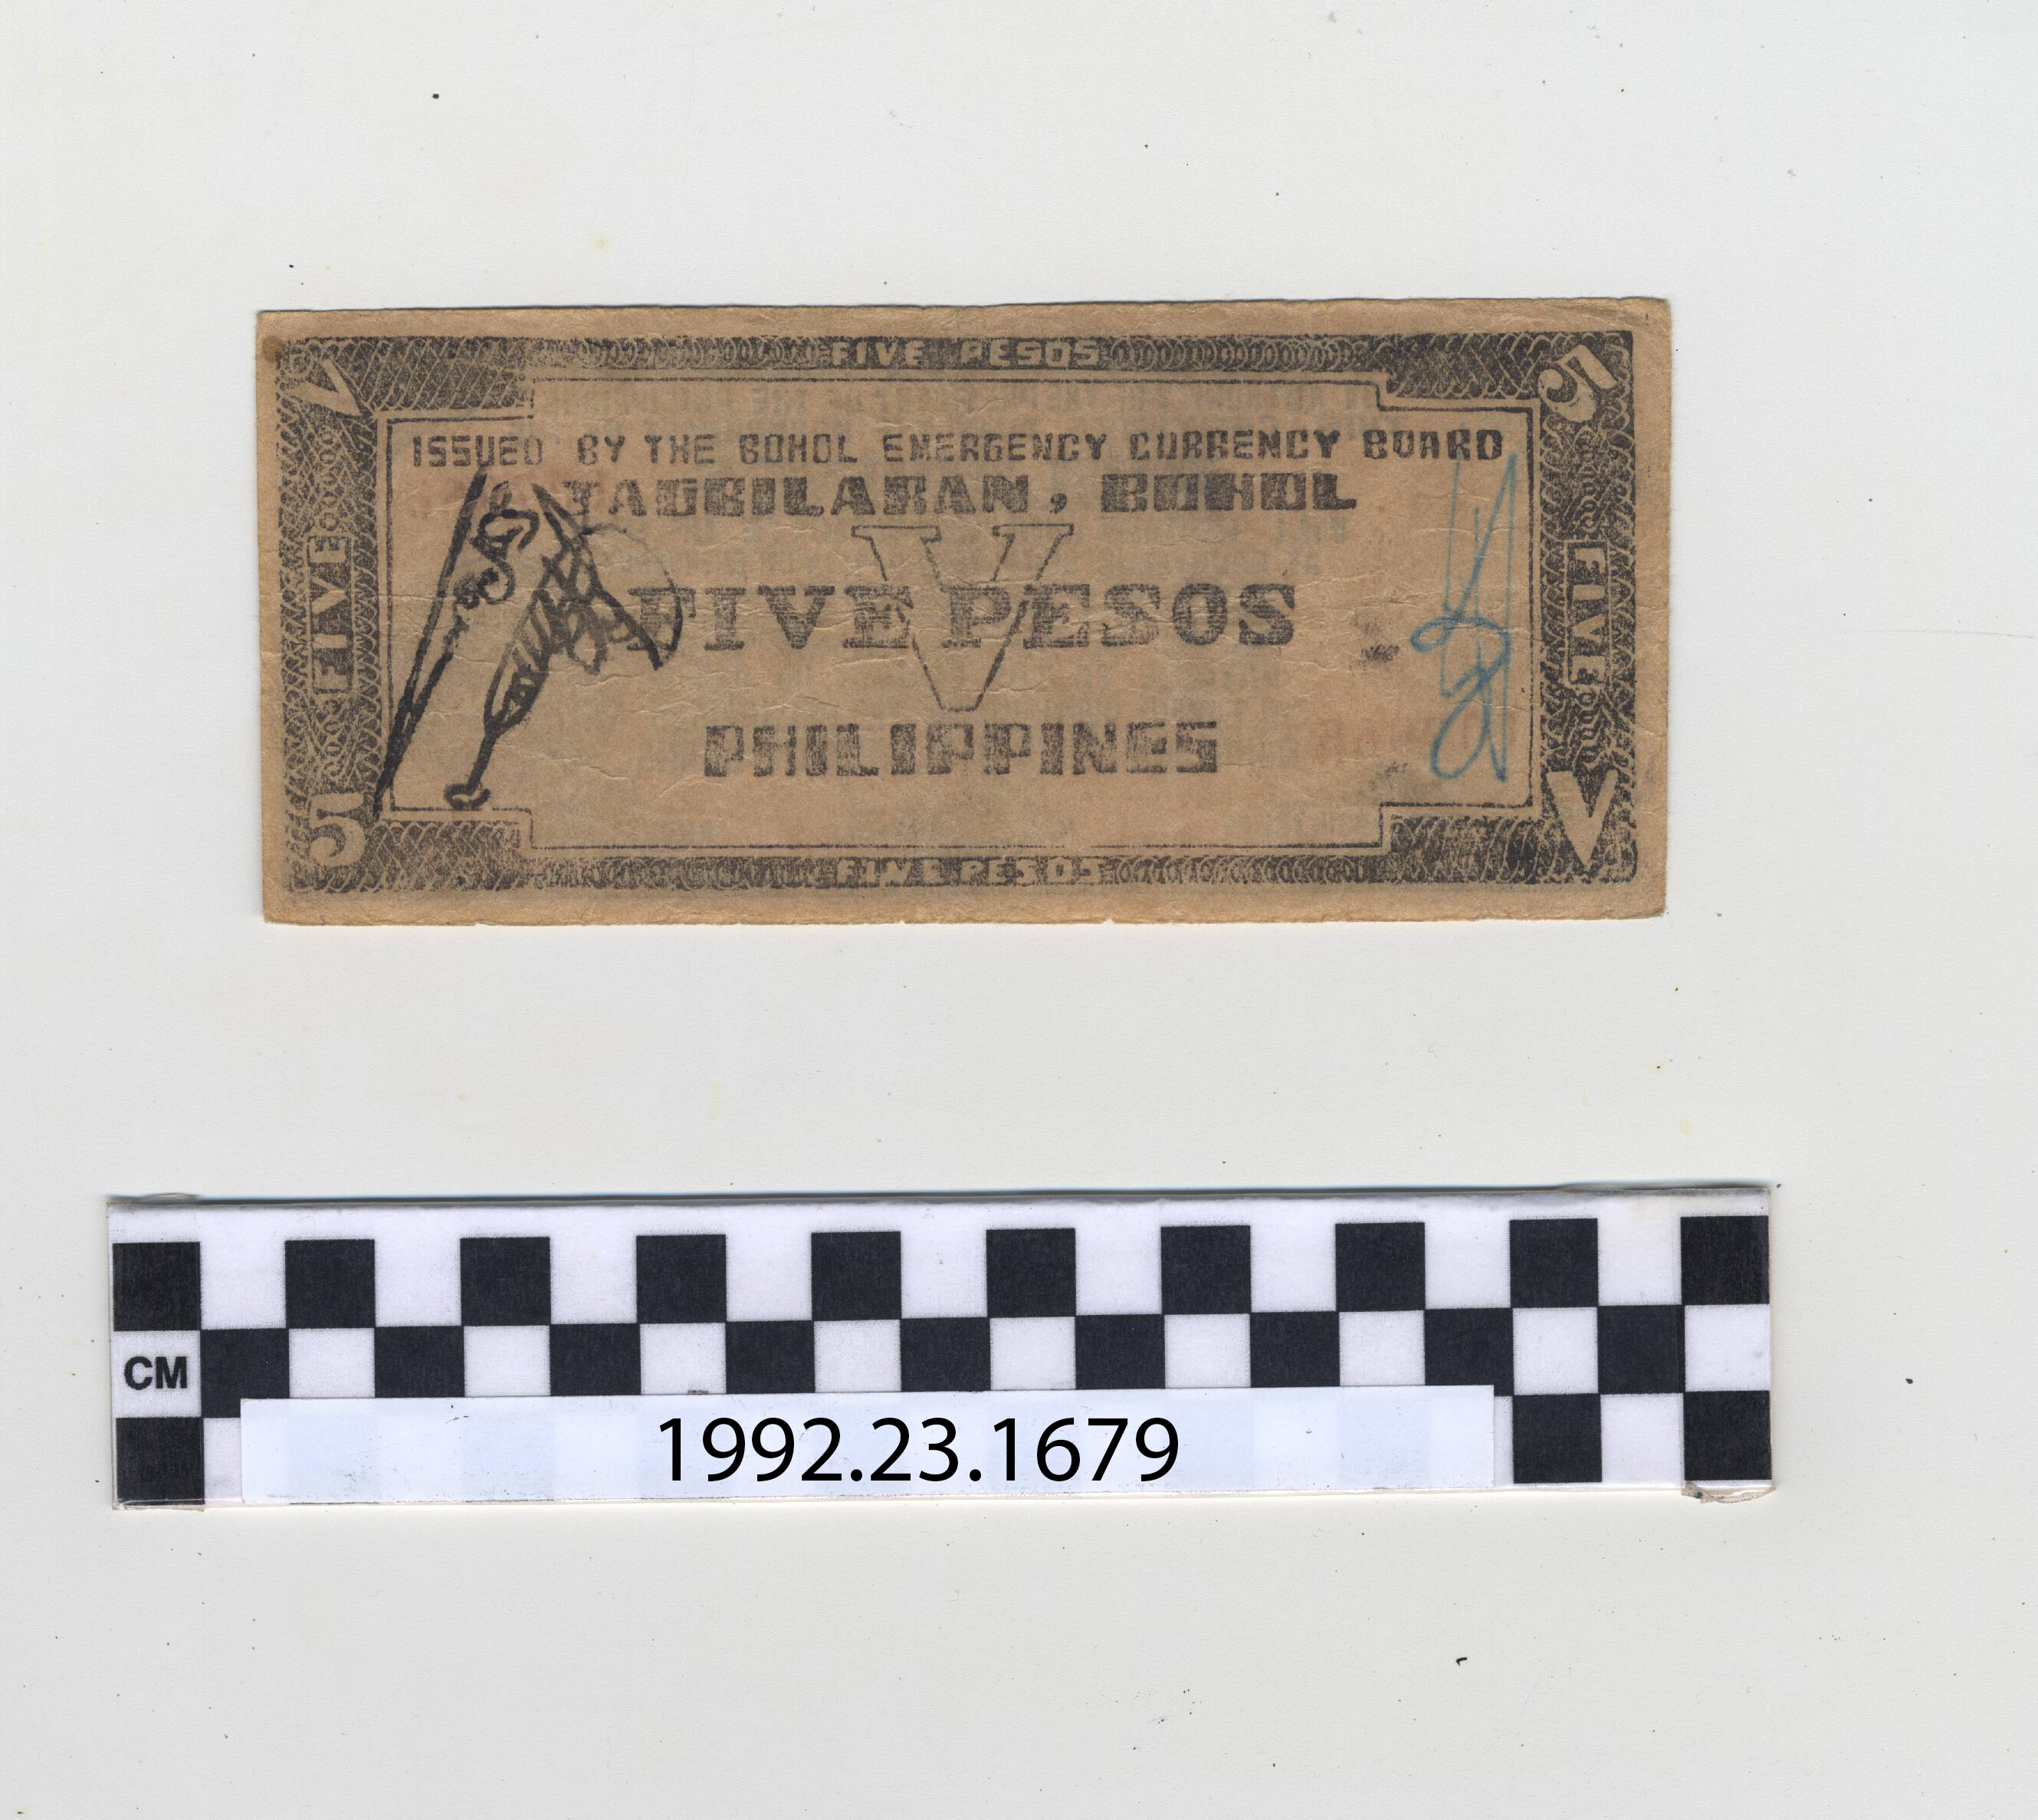 FIVE PESOS
V
5
ISSUED BY THE BOHOL EMERGENCY CURRENCY BOARD
TAGBILARAN, BOHOL
V
FIVE
FIVE PESOS
FIVE
PHILIPPINES
5
V
FIVE PESOS
CM
1992.23.1679